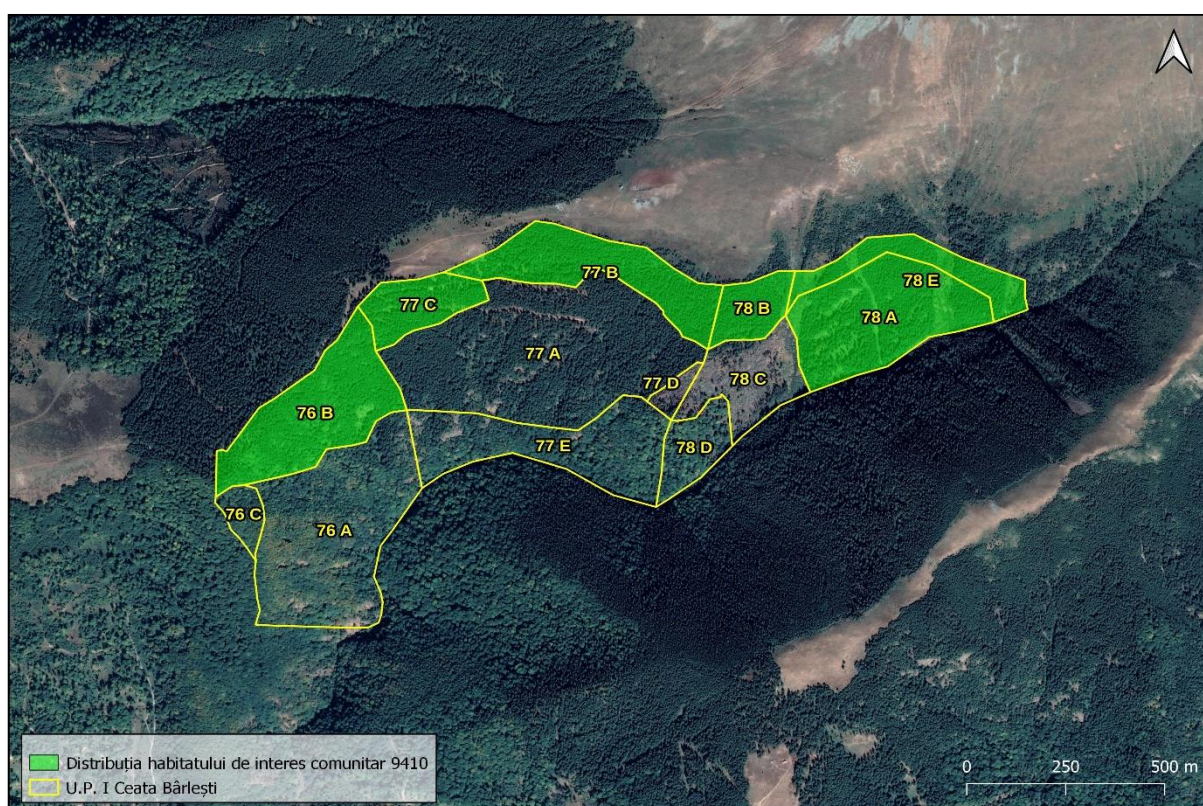 77 B
78 E
77 C
78 B
78 A
77 A
77 D
78 C
76 B
77 E
78 D
76 C
76 A
Distribuția habitatului de interes comunitar 9410
U.P. I Ceata Bârlești
0 250 500 m